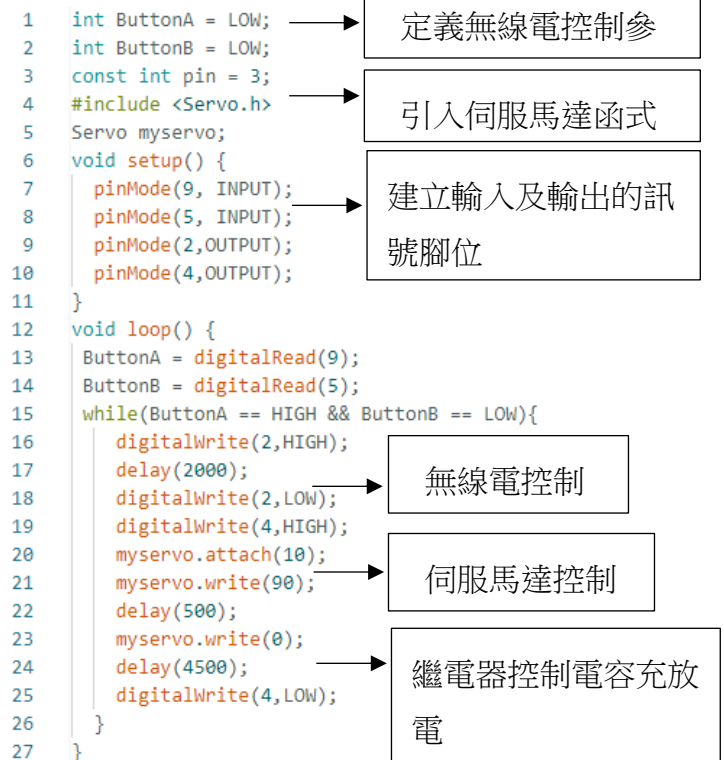 1 int ButtonA = LOW;
2 int ButtonB = LOW;
3 const int pin = 3;
4 #include <Servo.h>
5 Servo myservo;
6 void setup() {
7 pinMode(9, INPUT);
8 pinMode(5, INPUT);
9 pinMode(2,OUTPUT);
10 pinMode(4,OUTPUT);
11 }
12 void loop() {
13 ButtonA = digitalRead(9);
14 ButtonB = digitalRead(5);
15 while(ButtonA == HIGH && ButtonB == LOW){
16 digitalWrite(2,HIGH);
17 delay(2000);
18 digitalWrite(2,LOW);
19 digitalWrite(4,HIGH);
20 myservo.attach(10);
21 myservo.write(90);
22 delay(500);
23 myservo.write(0);
24 delay(4500);
25 digitalWrite(4,LOW);
26 }
27 }
定義無線電控制參
引入伺服馬達函式
建立輸入及輸出的訊
號腳位
無線電控制
伺服馬達控制
繼電器控制電容充放
電